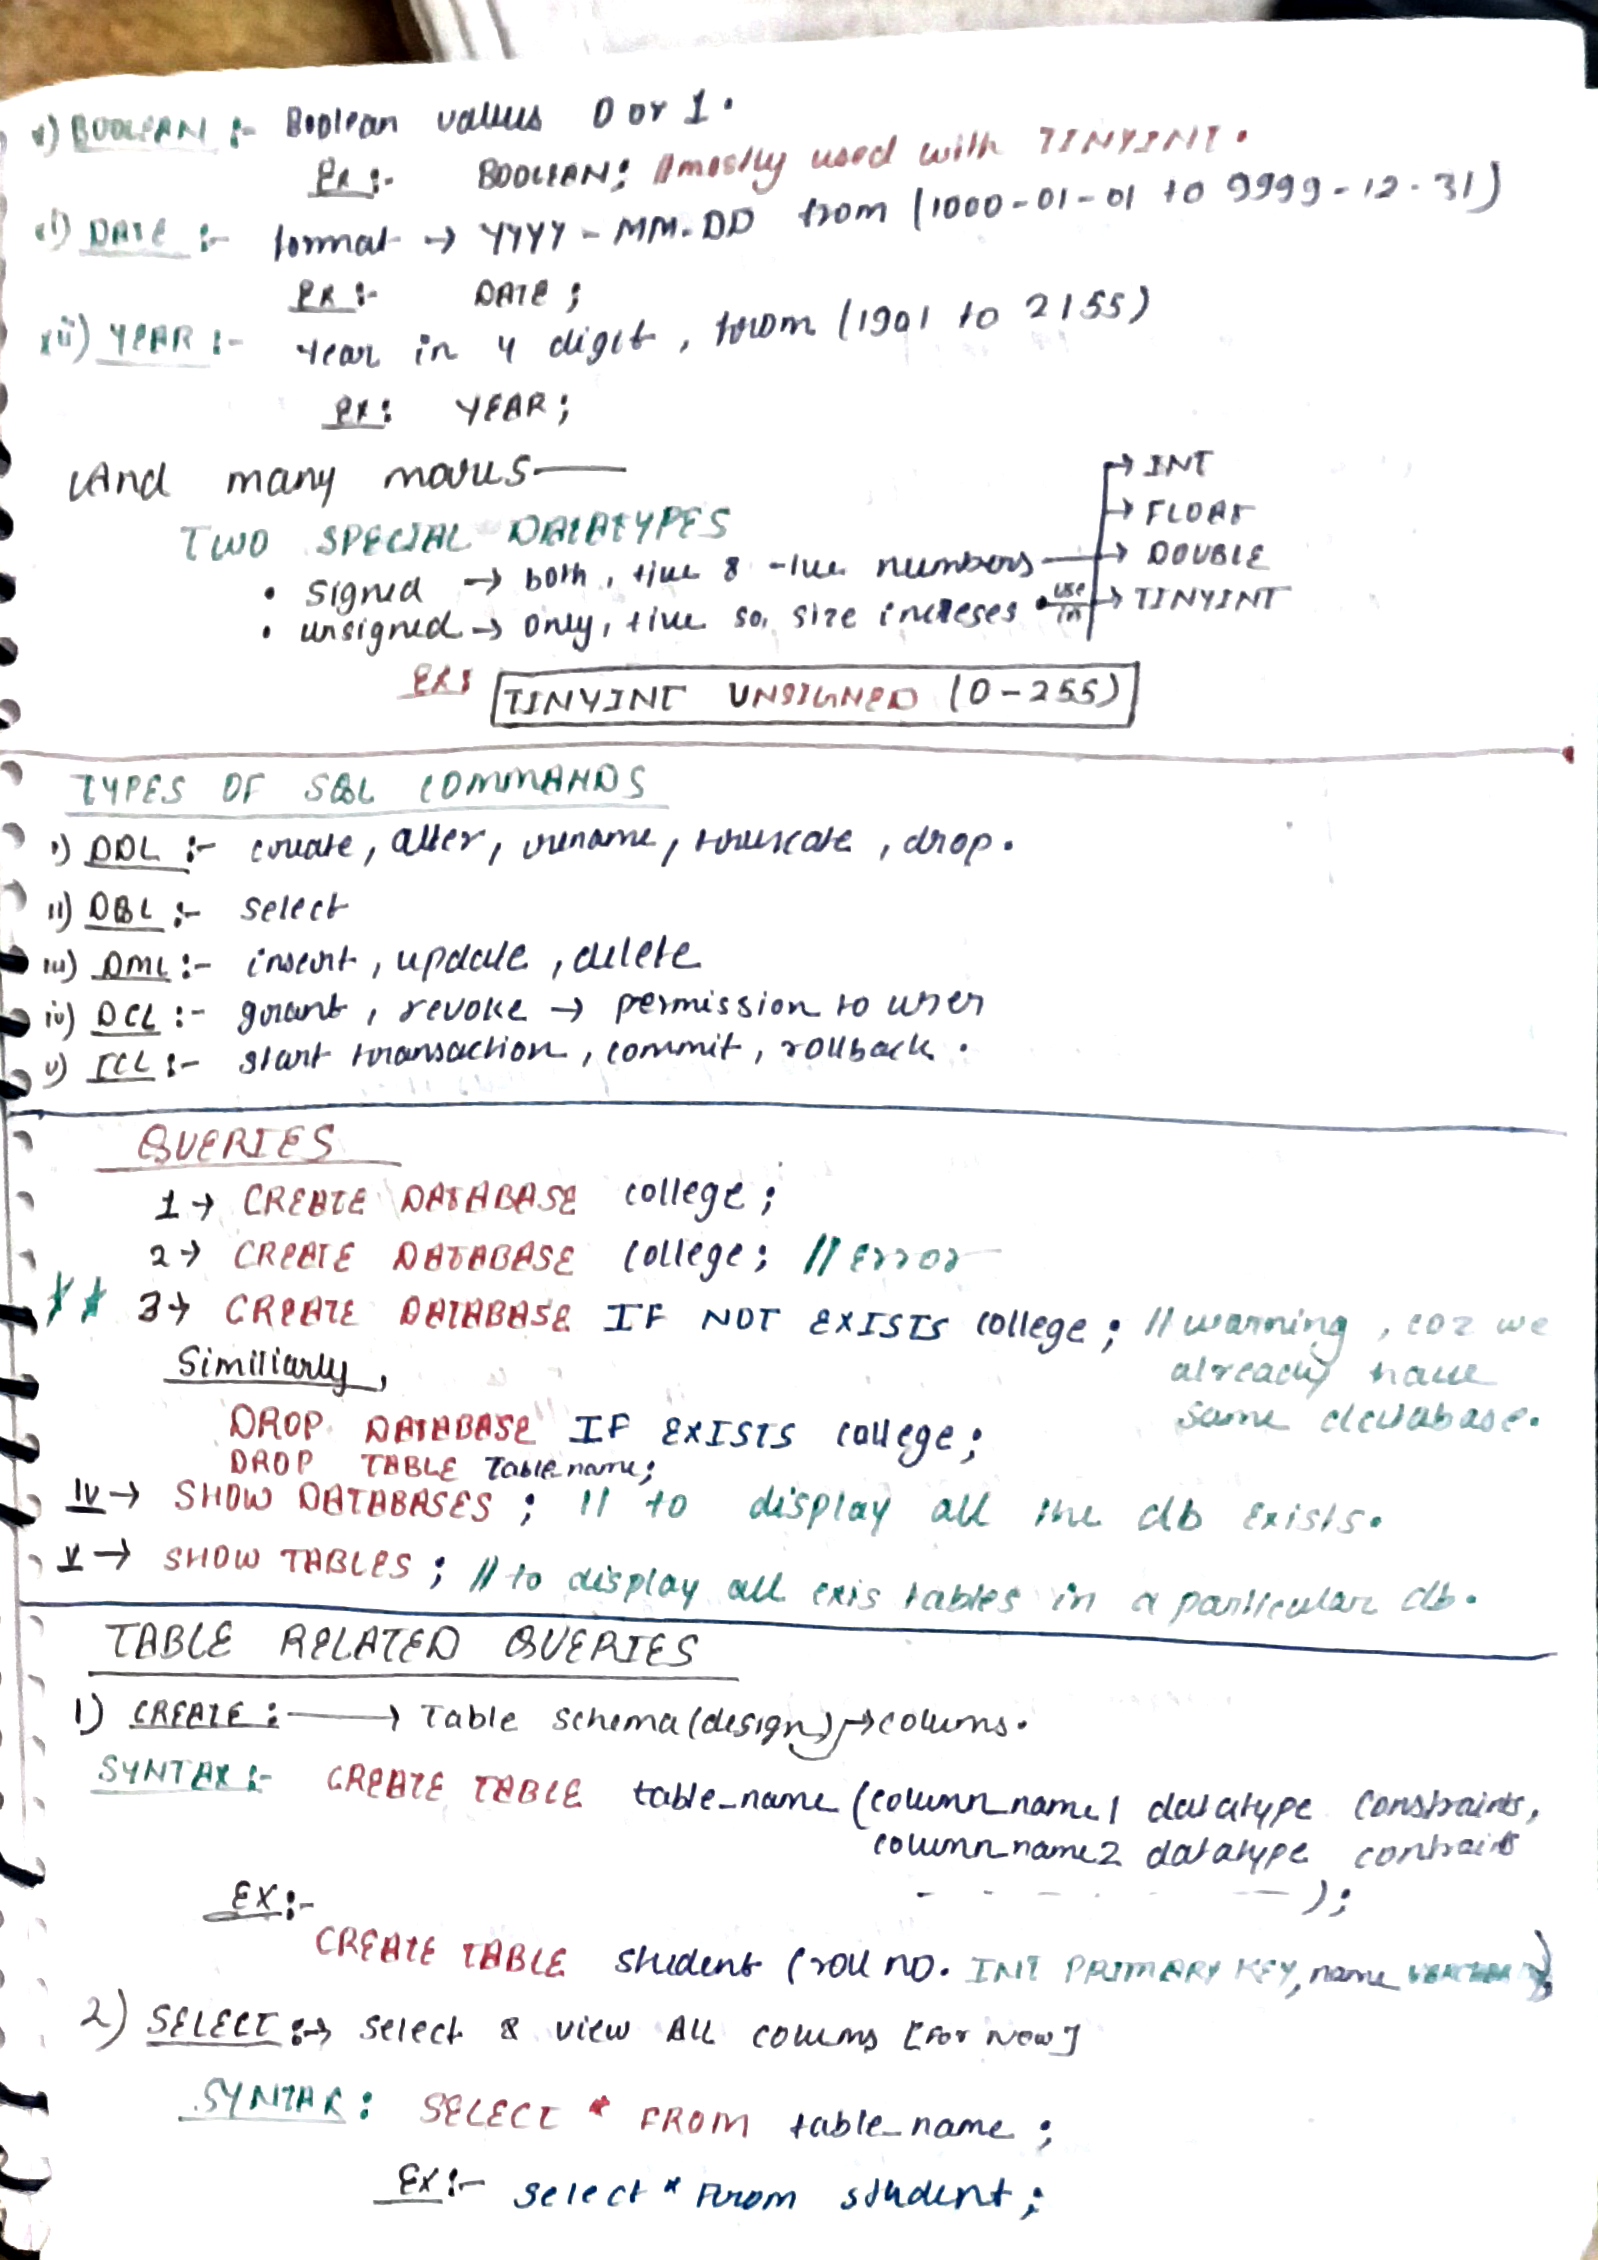 x) BOOLEAN :- Boolean values 0 or 1.
Ex :- BOOLEAN; //mostly used with TINYINT.
xi) DATE :- format → YYYY-MM-DD from (1000-01-01 to 9999-12-31)
Ex :- DATE ;
xii) YEAR :- Year in 4 digit , from (1901 to 2155)
Ex : YEAR ;
And many mores —
TWO SPECIAL DATATYPES
• signed → both, +ive & -ive numbers → INT
→ FLOAT
→ DOUBLE
• unsigned → only, +ive so, size increses use in → TINYINT
Ex: TINYINT UNSIGNED (0-255)
TYPES OF SQL COMMANDS
i) DDL :- create, alter, rename, truncate, drop.
ii) DQL :- select
iii) DML :- insert, update, delete
iv) DCL :- grant, revoke → permission to user
v) TCL :- start transaction, commit, rollback.
QUERIES
1→ CREATE DATABASE college;
2→ CREATE DATABASE college; // Error
** 3→ CREATE DATABASE IF NOT EXISTS college; // warning, coz we
already have
same database.
Similiarly,
DROP DATABASE IF EXISTS college;
DROP TABLE Table name;
IV→ SHOW DATABASES; // to display all the db exists.
V→ SHOW TABLES; // to display all exis tables in a particular db.
TABLE RELATED QUERIES
1) CREATE: → Table schema(design) → colums.
SYNTAX :- CREATE TABLE table_name (column_name1 datatype constraints,
column_name2 datatype contraints
- - - - - );
EX :-
CREATE TABLE student (roll no. INT PRIMARY KEY, name VARCHAR );
2) SELECT :→ select & view All colums [For Now]
SYNTAX : SELECT * FROM table_name ;
EX :- select * From student ;